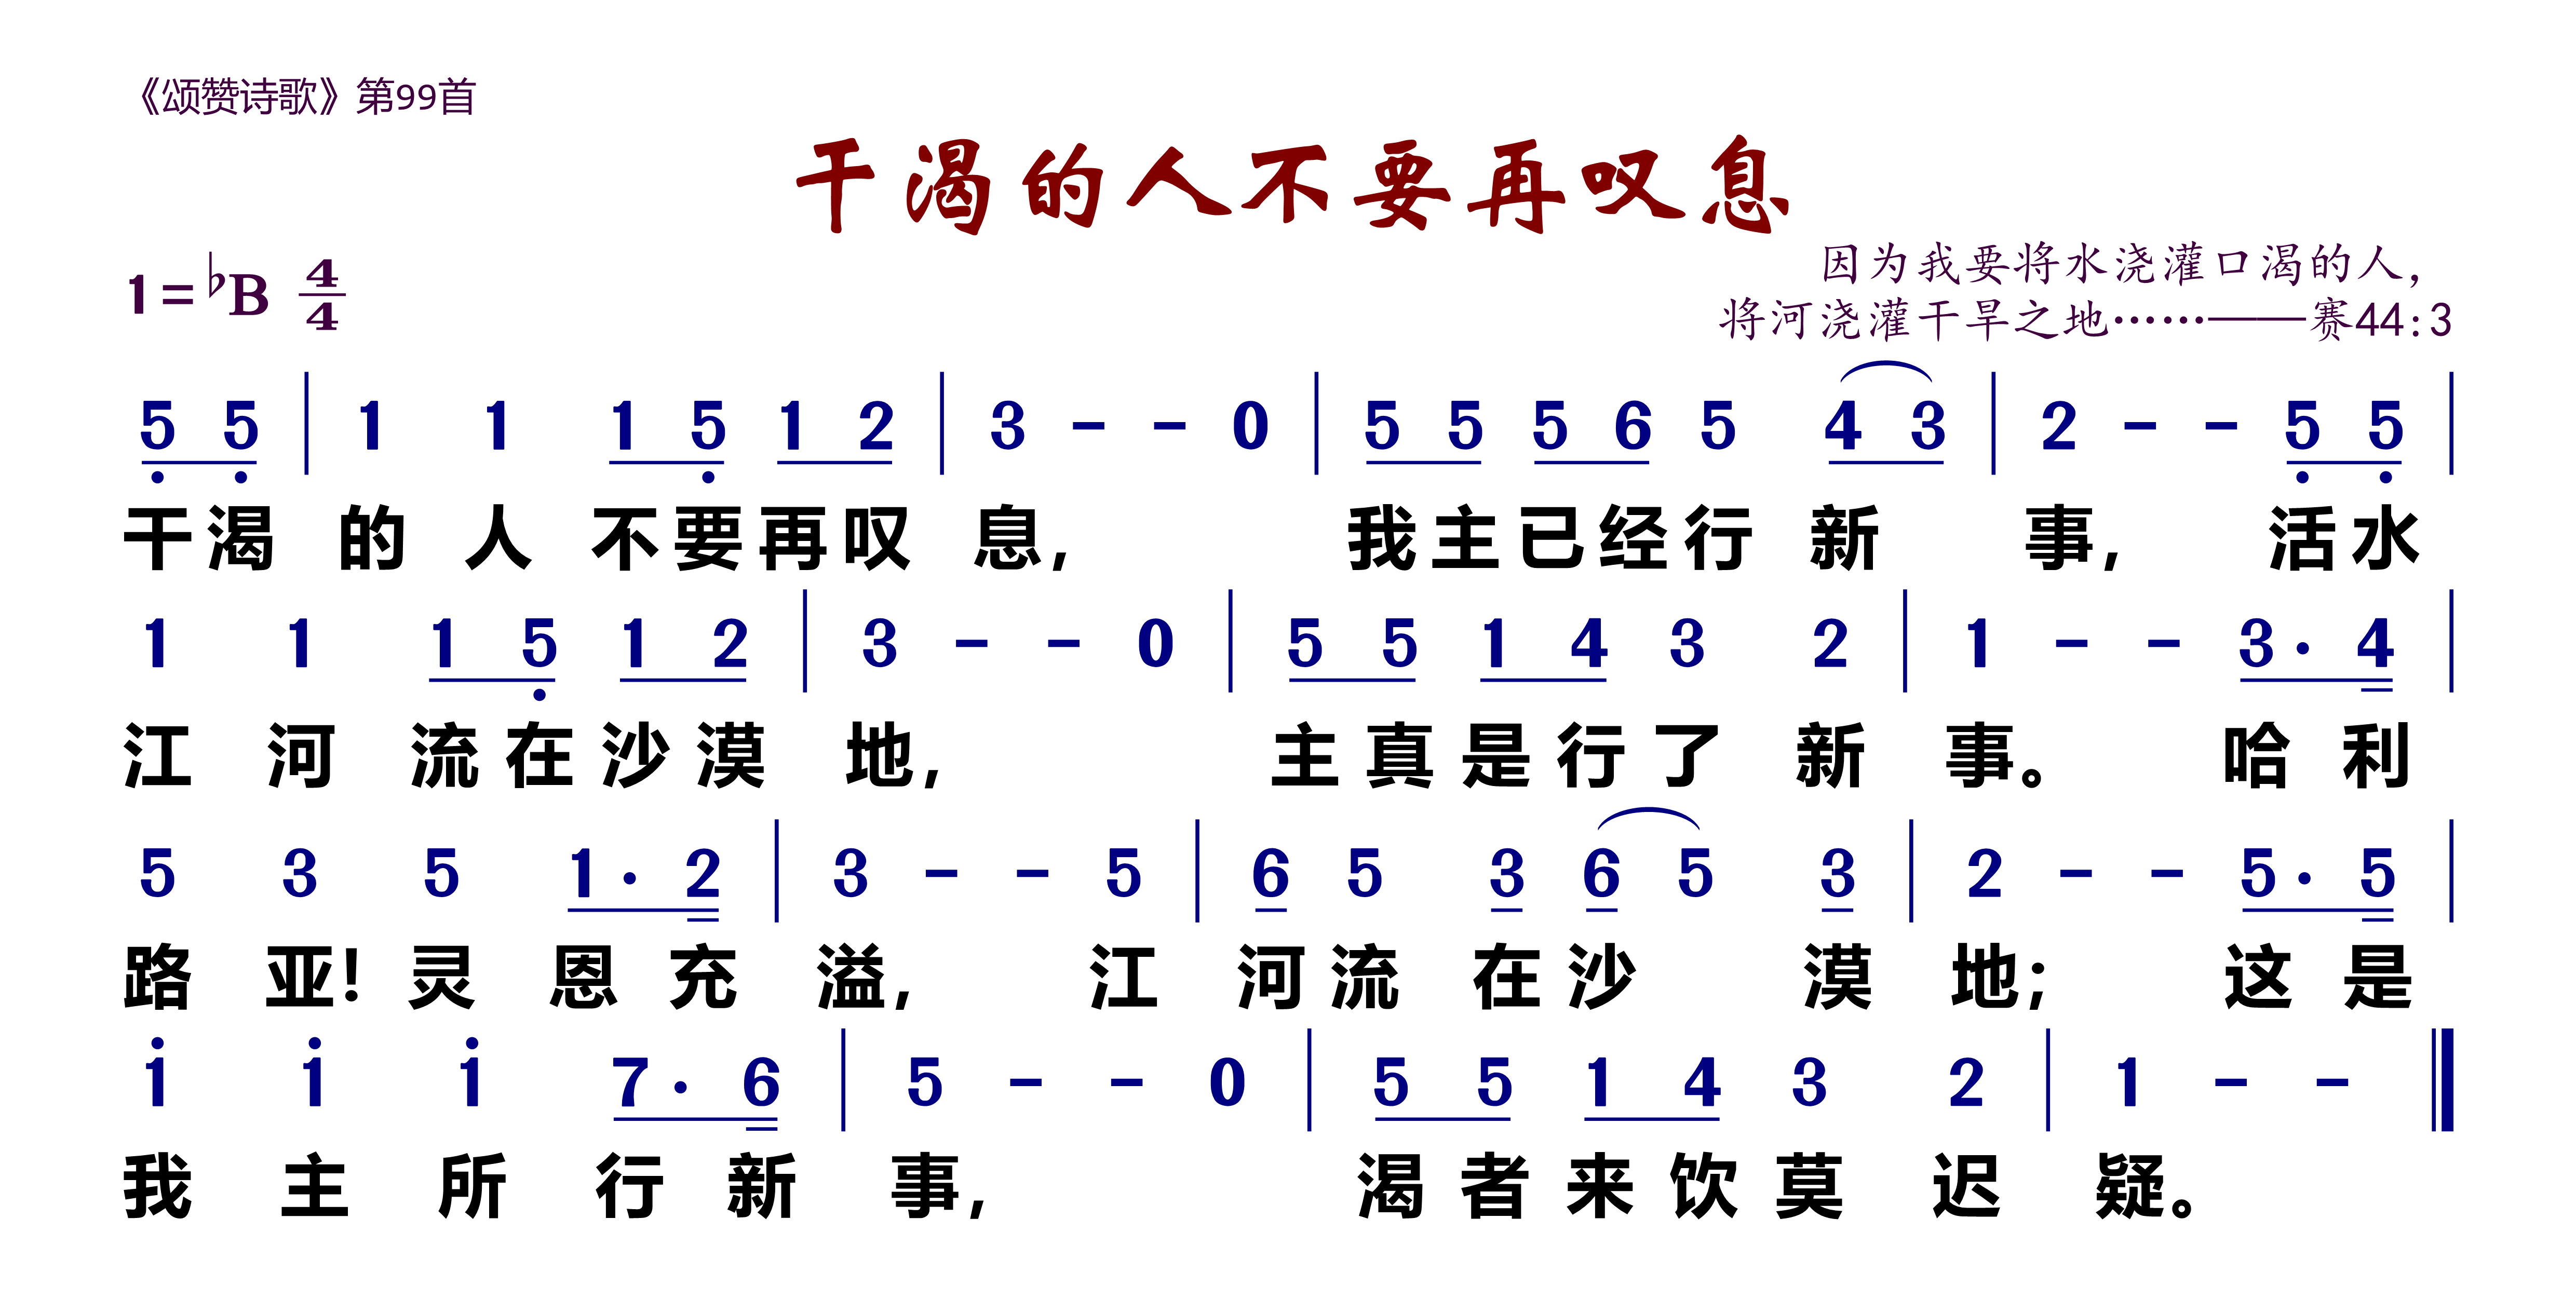 《颂赞诗歌》第99首
干渴的人不要再叹息
1=♭B 4/4
因为我要将水浇灌口渴的人，
将河浇灌干旱之地……——赛44:3
5̣ 5̣ | 1 1 1 5̣ 1 2 | 3 - - 0 | 5 5 5 6 5 4 3 | 2 - - 5̣ 5̣ |
干渴 的 人 不要再叹 息， 我主已经行 新 事， 活水
1 1 1 5̣ 1 2 | 3 - - 0 | 5 5 1 4 3 2 | 1 - - 3· 4 |
江 河 流在沙漠 地， 主真是行了 新 事。 哈 利
5 3 5 1· 2 | 3 - - 5 | 6 5 3 6 5 3 | 2 - - 5· 5 |
路 亚！灵 恩 充 溢， 江 河流 在沙 漠 地； 这 是
1̇ 1̇ 1̇ 7· 6 | 5 - - 0 | 5 5 1 4 3 2 | 1 - - ‖
我 主 所 行 新 事， 渴者来饮莫 迟 疑。